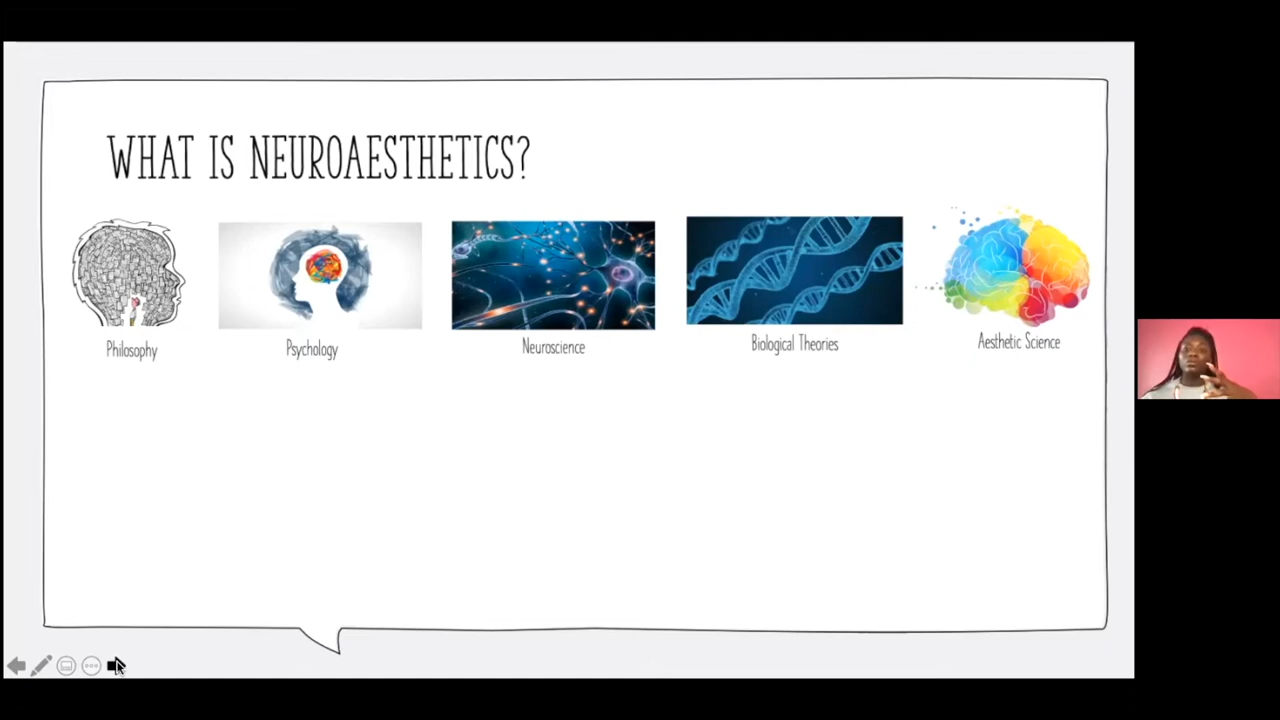 WHAT IS NEUROAESTHETICS?
Philosophy
Psychology
Neuroscience
Biological Theories
Aesthetic Science